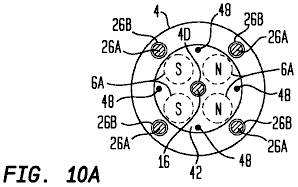 4
26B 48 4D 26B
26A 26A
6A S N 6A
48 48
S N
26B 26B
26A 16 42 48 26A
FIG. 10A